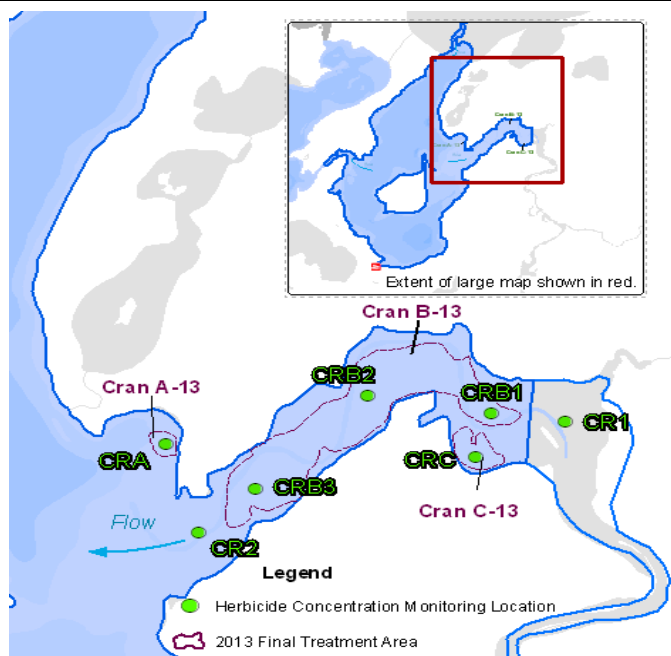 Extent of large map shown in red.
Cran B-13
Cran A-13
CRB2
CRB1
CR1
CRA
CRC
CRB3
Cran C-13
Flow
CR2
Legend
Herbicide Concentration Monitoring Location
2013 Final Treatment Area